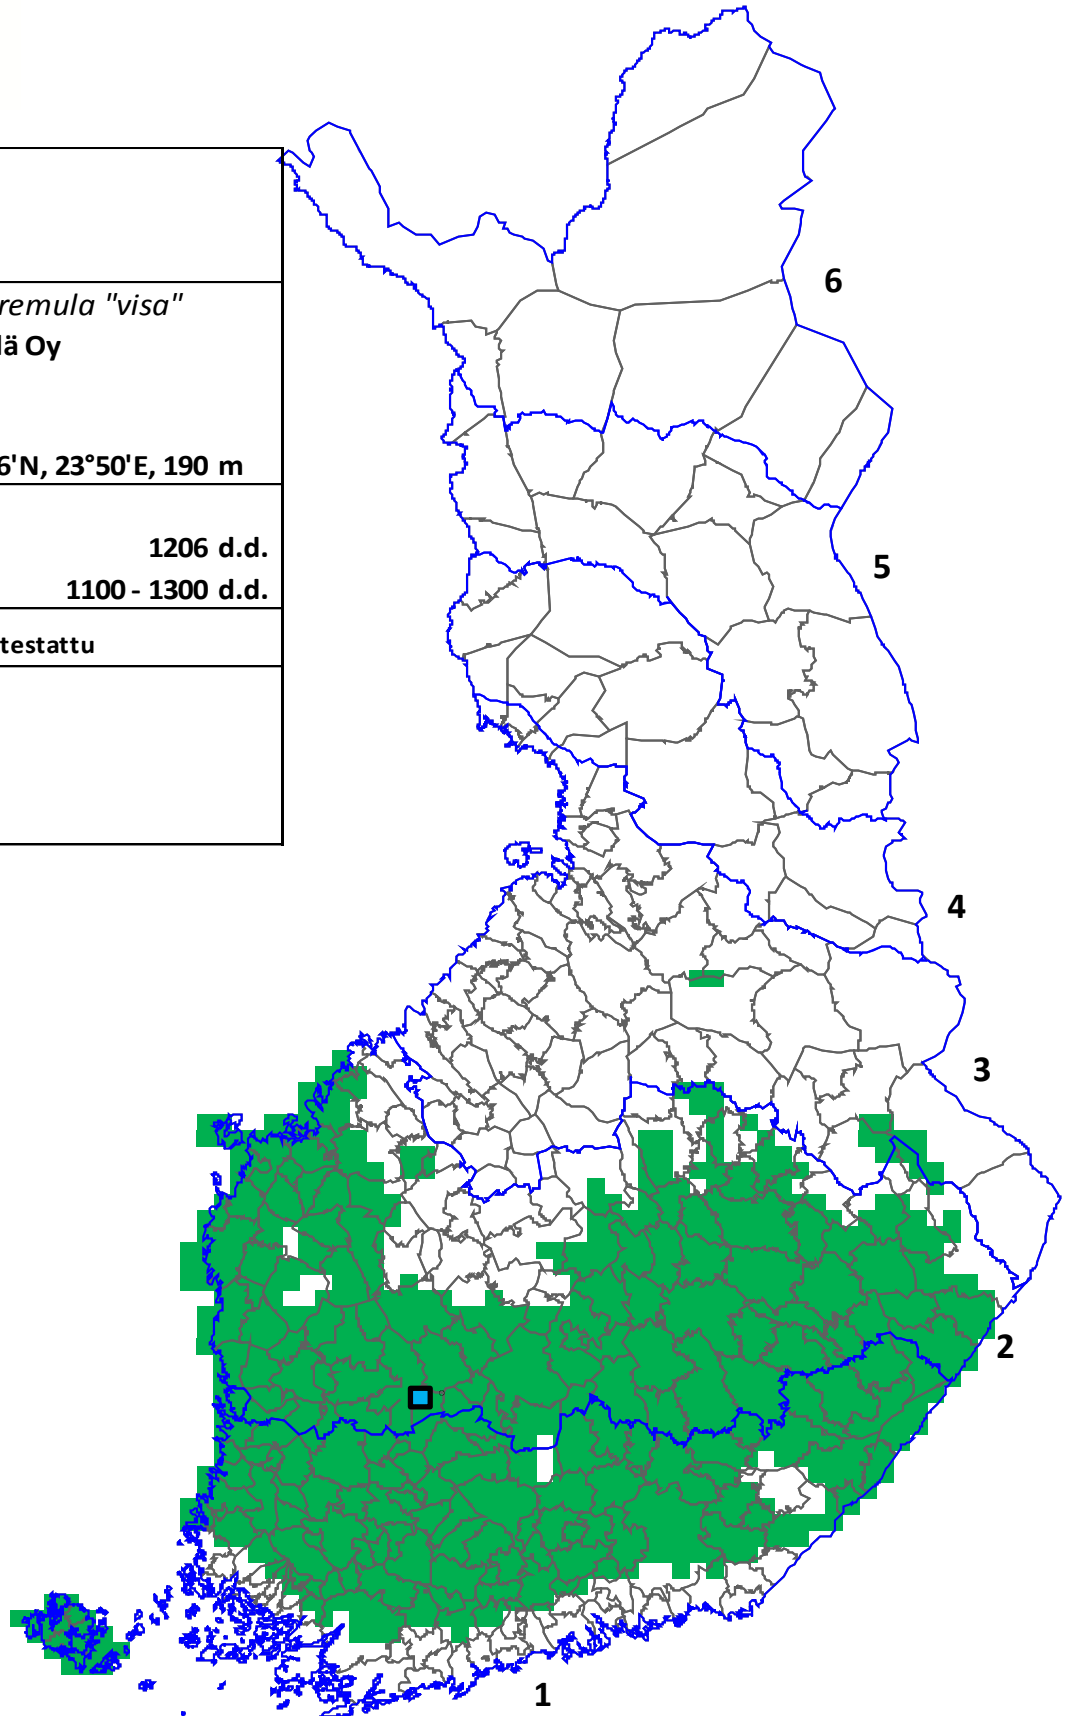 remula "visa"
lä Oy
6'N, 23°50'E, 190 m
1206 d.d.
1100 - 1300 d.d.
testattu
6
5
4
3
2
1